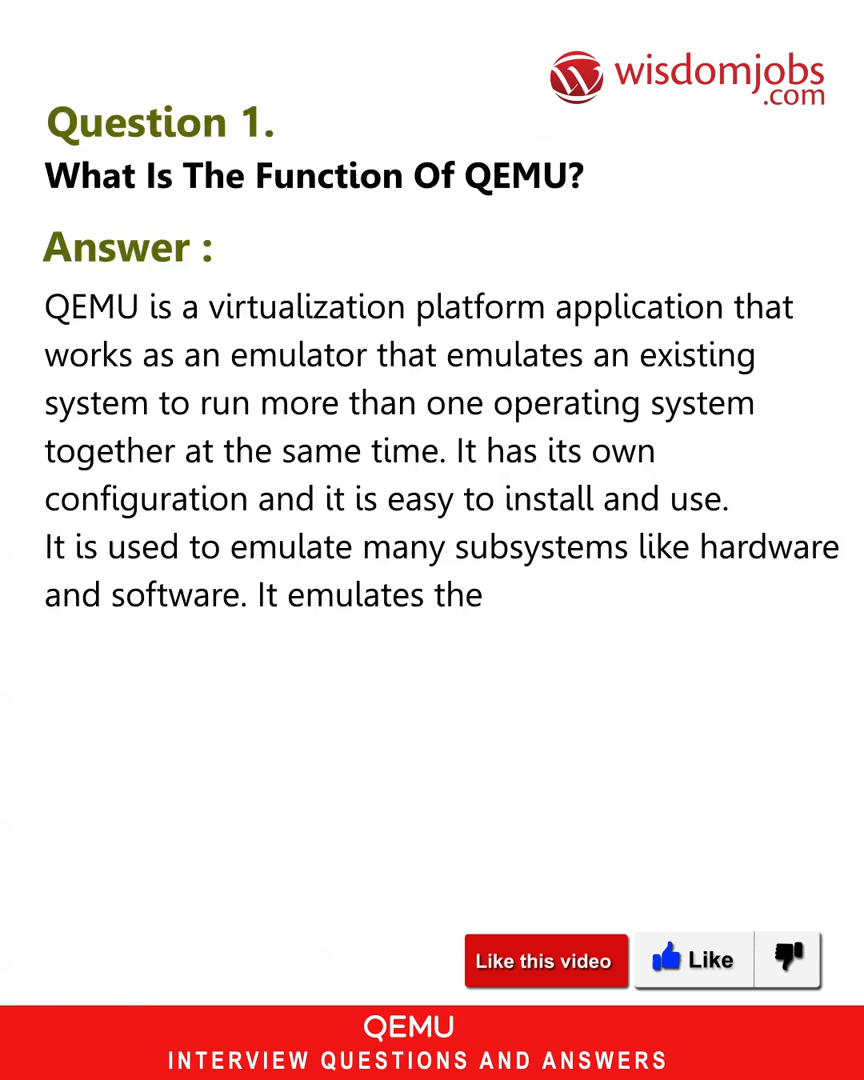 wisdomjobs
.com
Question 1.
What Is The Function Of QEMU?
Answer :
QEMU is a virtualization platform application that
works as an emulator that emulates an existing
system to run more than one operating system
together at the same time. It has its own
configuration and it is easy to install and use.
It is used to emulate many subsystems like hardware
and software. It emulates the
Like this video
Like
QEMU
INTERVIEW QUESTIONS AND ANSWERS